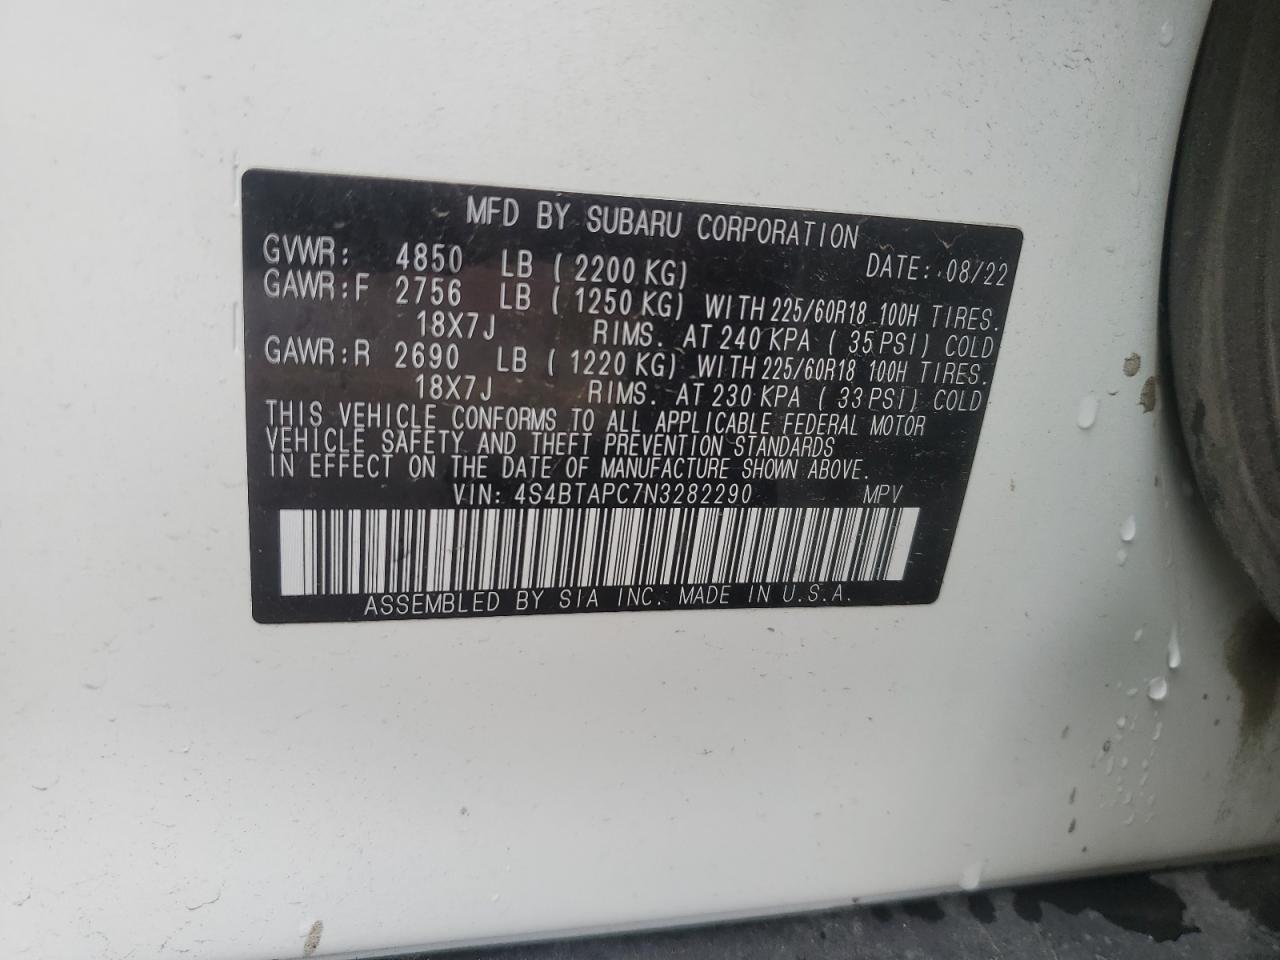 MFD BY SUBARU CORPORATION
GVWR: 4850 LB ( 2200 KG) DATE: 08/22
GAWR:F 2756 LB ( 1250 KG) WITH 225/60R18 100H TIRES.
18X7J RIMS. AT 240 KPA ( 35 PSI) COLD
GAWR:R 2690 LB ( 1220 KG) WITH 225/60R18 100H TIRES.
18X7J RIMS. AT 230 KPA ( 33 PSI) COLD
THIS VEHICLE CONFORMS TO ALL APPLICABLE FEDERAL MOTOR
VEHICLE SAFETY AND THEFT PREVENTION STANDARDS
IN EFFECT ON THE DATE OF MANUFACTURE SHOWN ABOVE.
VIN: 4S4BTAPC7N3282290 MPV
ASSEMBLED BY SIA INC. MADE IN U.S.A.